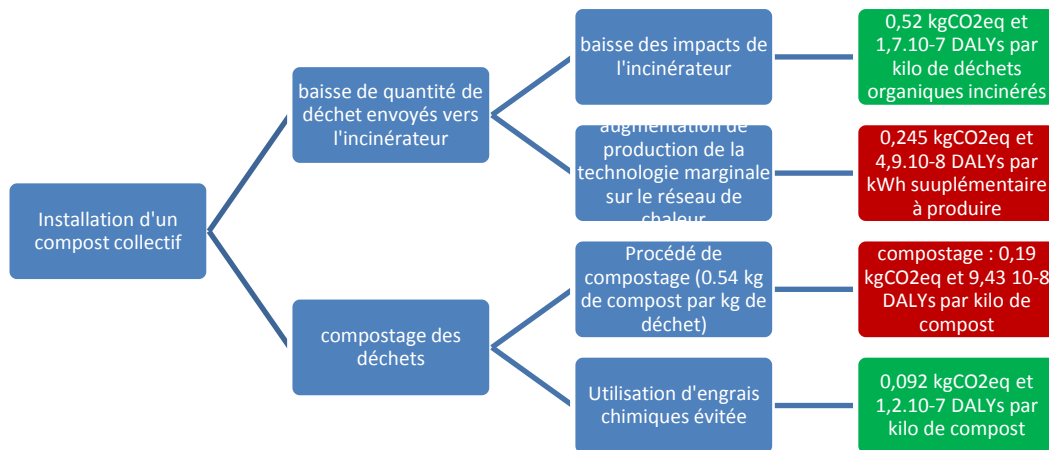 Installation d'un
compost collectif
baisse de quantité de
déchet envoyés vers
l'incinérateur
baisse des impacts de
l'incinérateur
0,52 kgCO2eq et
1,7.10-7 DALYs par
kilo de déchets
organiques incinérés
augmentation de
production de la
technologie marginale
sur le réseau de
chaleur
0,245 kgCO2eq et
4,9.10-8 DALYs par
kWh suuplémentaire
à produire
compostage des
déchets
Procédé de
compostage (0.54 kg
de compost par kg de
déchet)
compostage : 0,19
kgCO2eq et 9,43 10-8
DALYs par kilo de
compost
Utilisation d'engrais
chimiques évitée
0,092 kgCO2eq et
1,2.10-7 DALYs par
kilo de compost